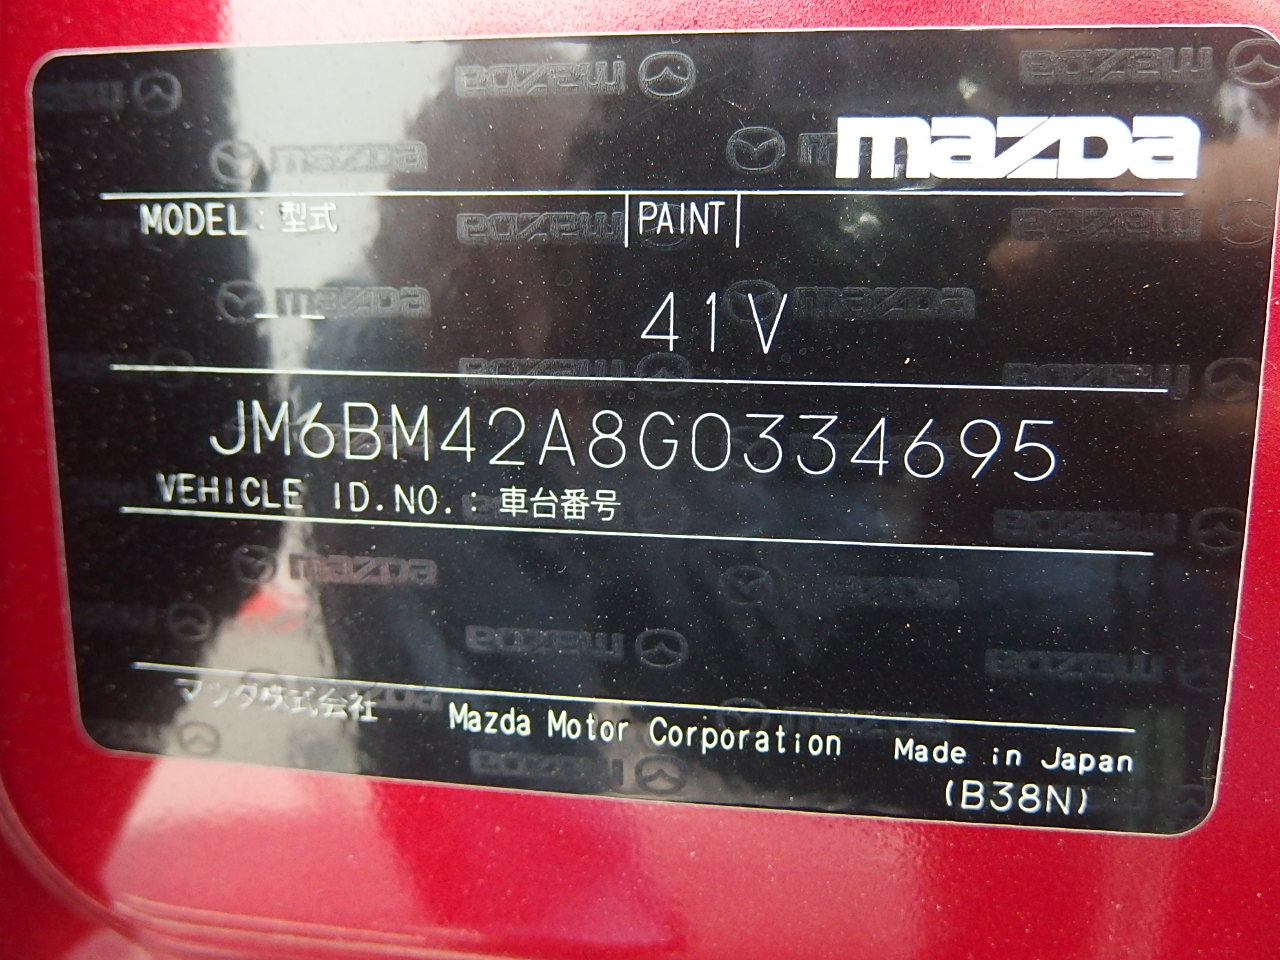 mazda
MODEL: 型式 PAINT
— — 41V
JM6BM42A8G0334695
VEHICLE ID.NO.: 車台番号
マツダ株式会社 Mazda Motor Corporation Made in Japan
(B38N)